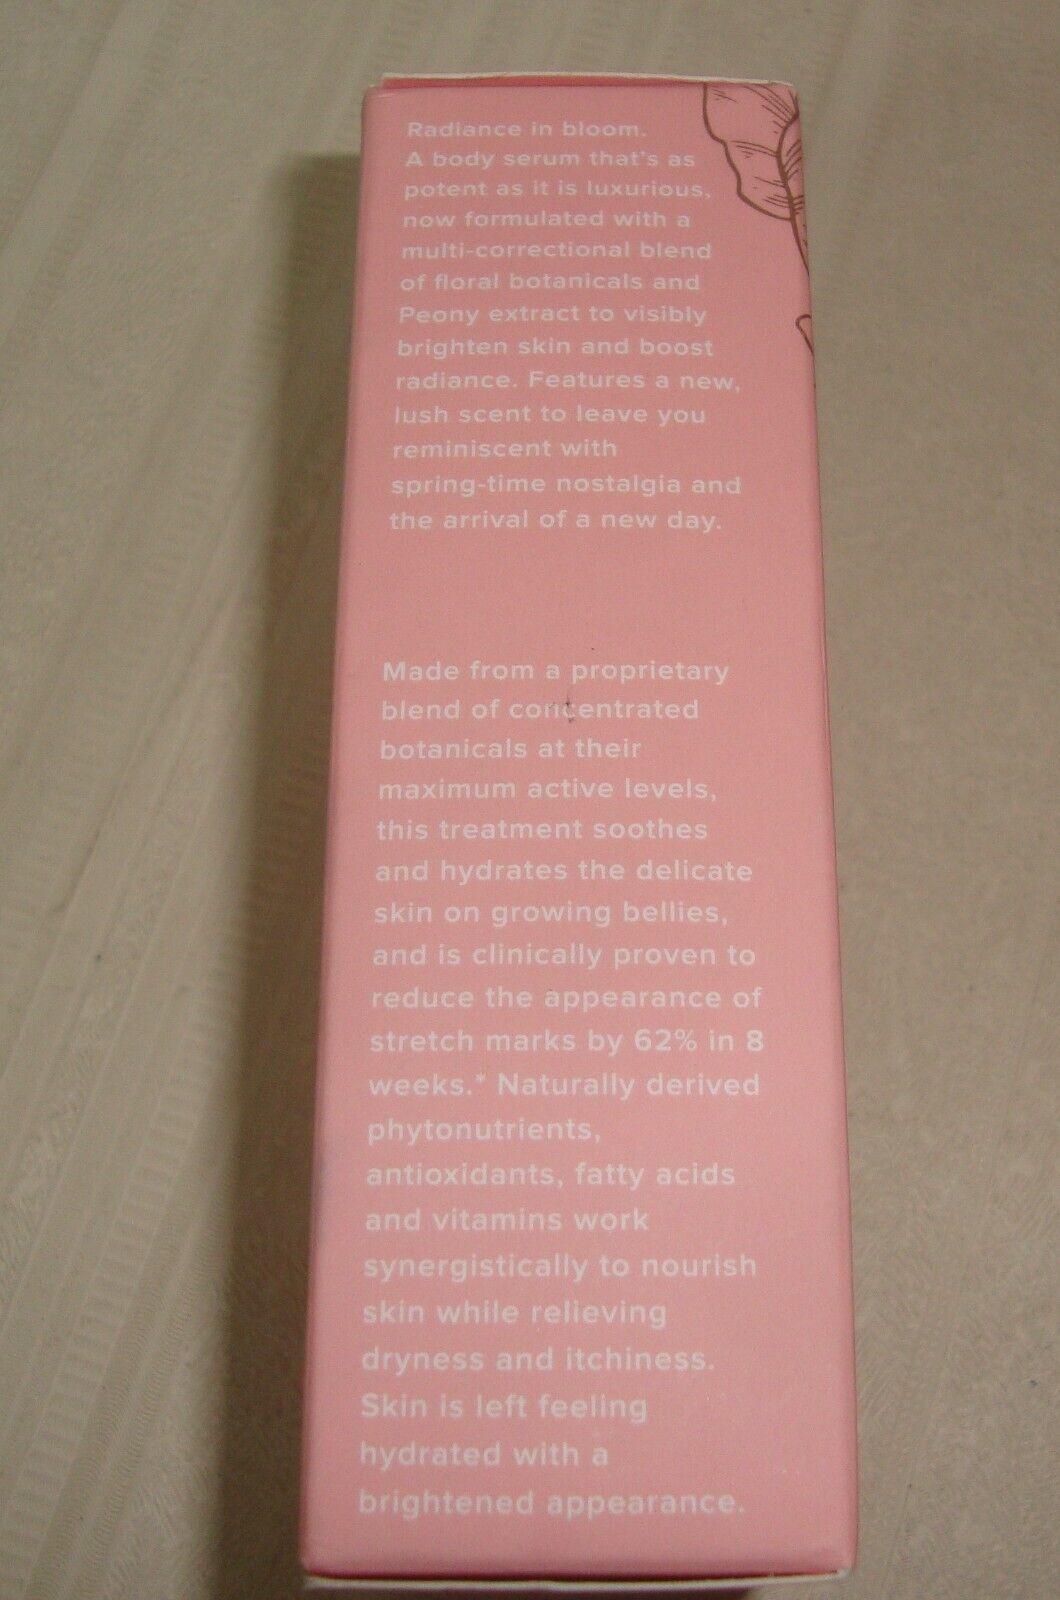 Radiance in bloom.
A body serum that's as
potent as it is luxurious,
now formulated with a
multi-correctional blend
of floral botanicals and
Peony extract to visibly
brighten skin and boost
radiance. Features a new,
lush scent to leave you
reminiscent with
spring-time nostalgia and
the arrival of a new day.
Made from a proprietary
blend of concentrated
botanicals at their
maximum active levels,
this treatment soothes
and hydrates the delicate
skin on growing bellies,
and is clinically proven to
reduce the appearance of
stretch marks by 62% in 8
weeks.* Naturally derived
phytonutrients,
antioxidants, fatty acids
and vitamins work
synergistically to nourish
skin while relieving
dryness and itchiness.
Skin is left feeling
hydrated with a
brightened appearance.